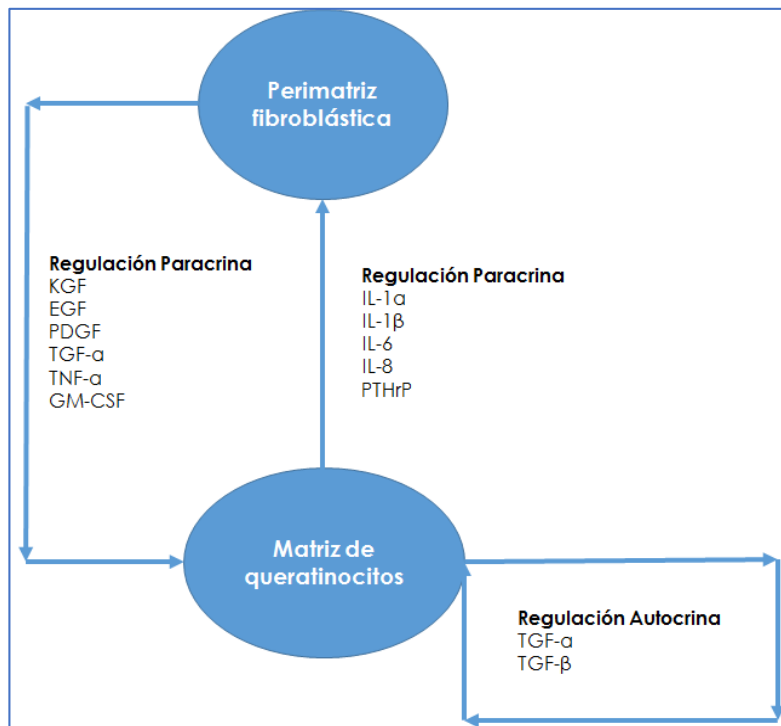 Perimatriz
fibroblástica
Regulación Paracrina
KGF
EGF
PDGF
TGF-α
TNF-α
GM-CSF
Regulación Paracrina
IL-1α
IL-1β
IL-6
IL-8
PTHrP
Matriz de
queratinocitos
Regulación Autocrina
TGF-α
TGF-β